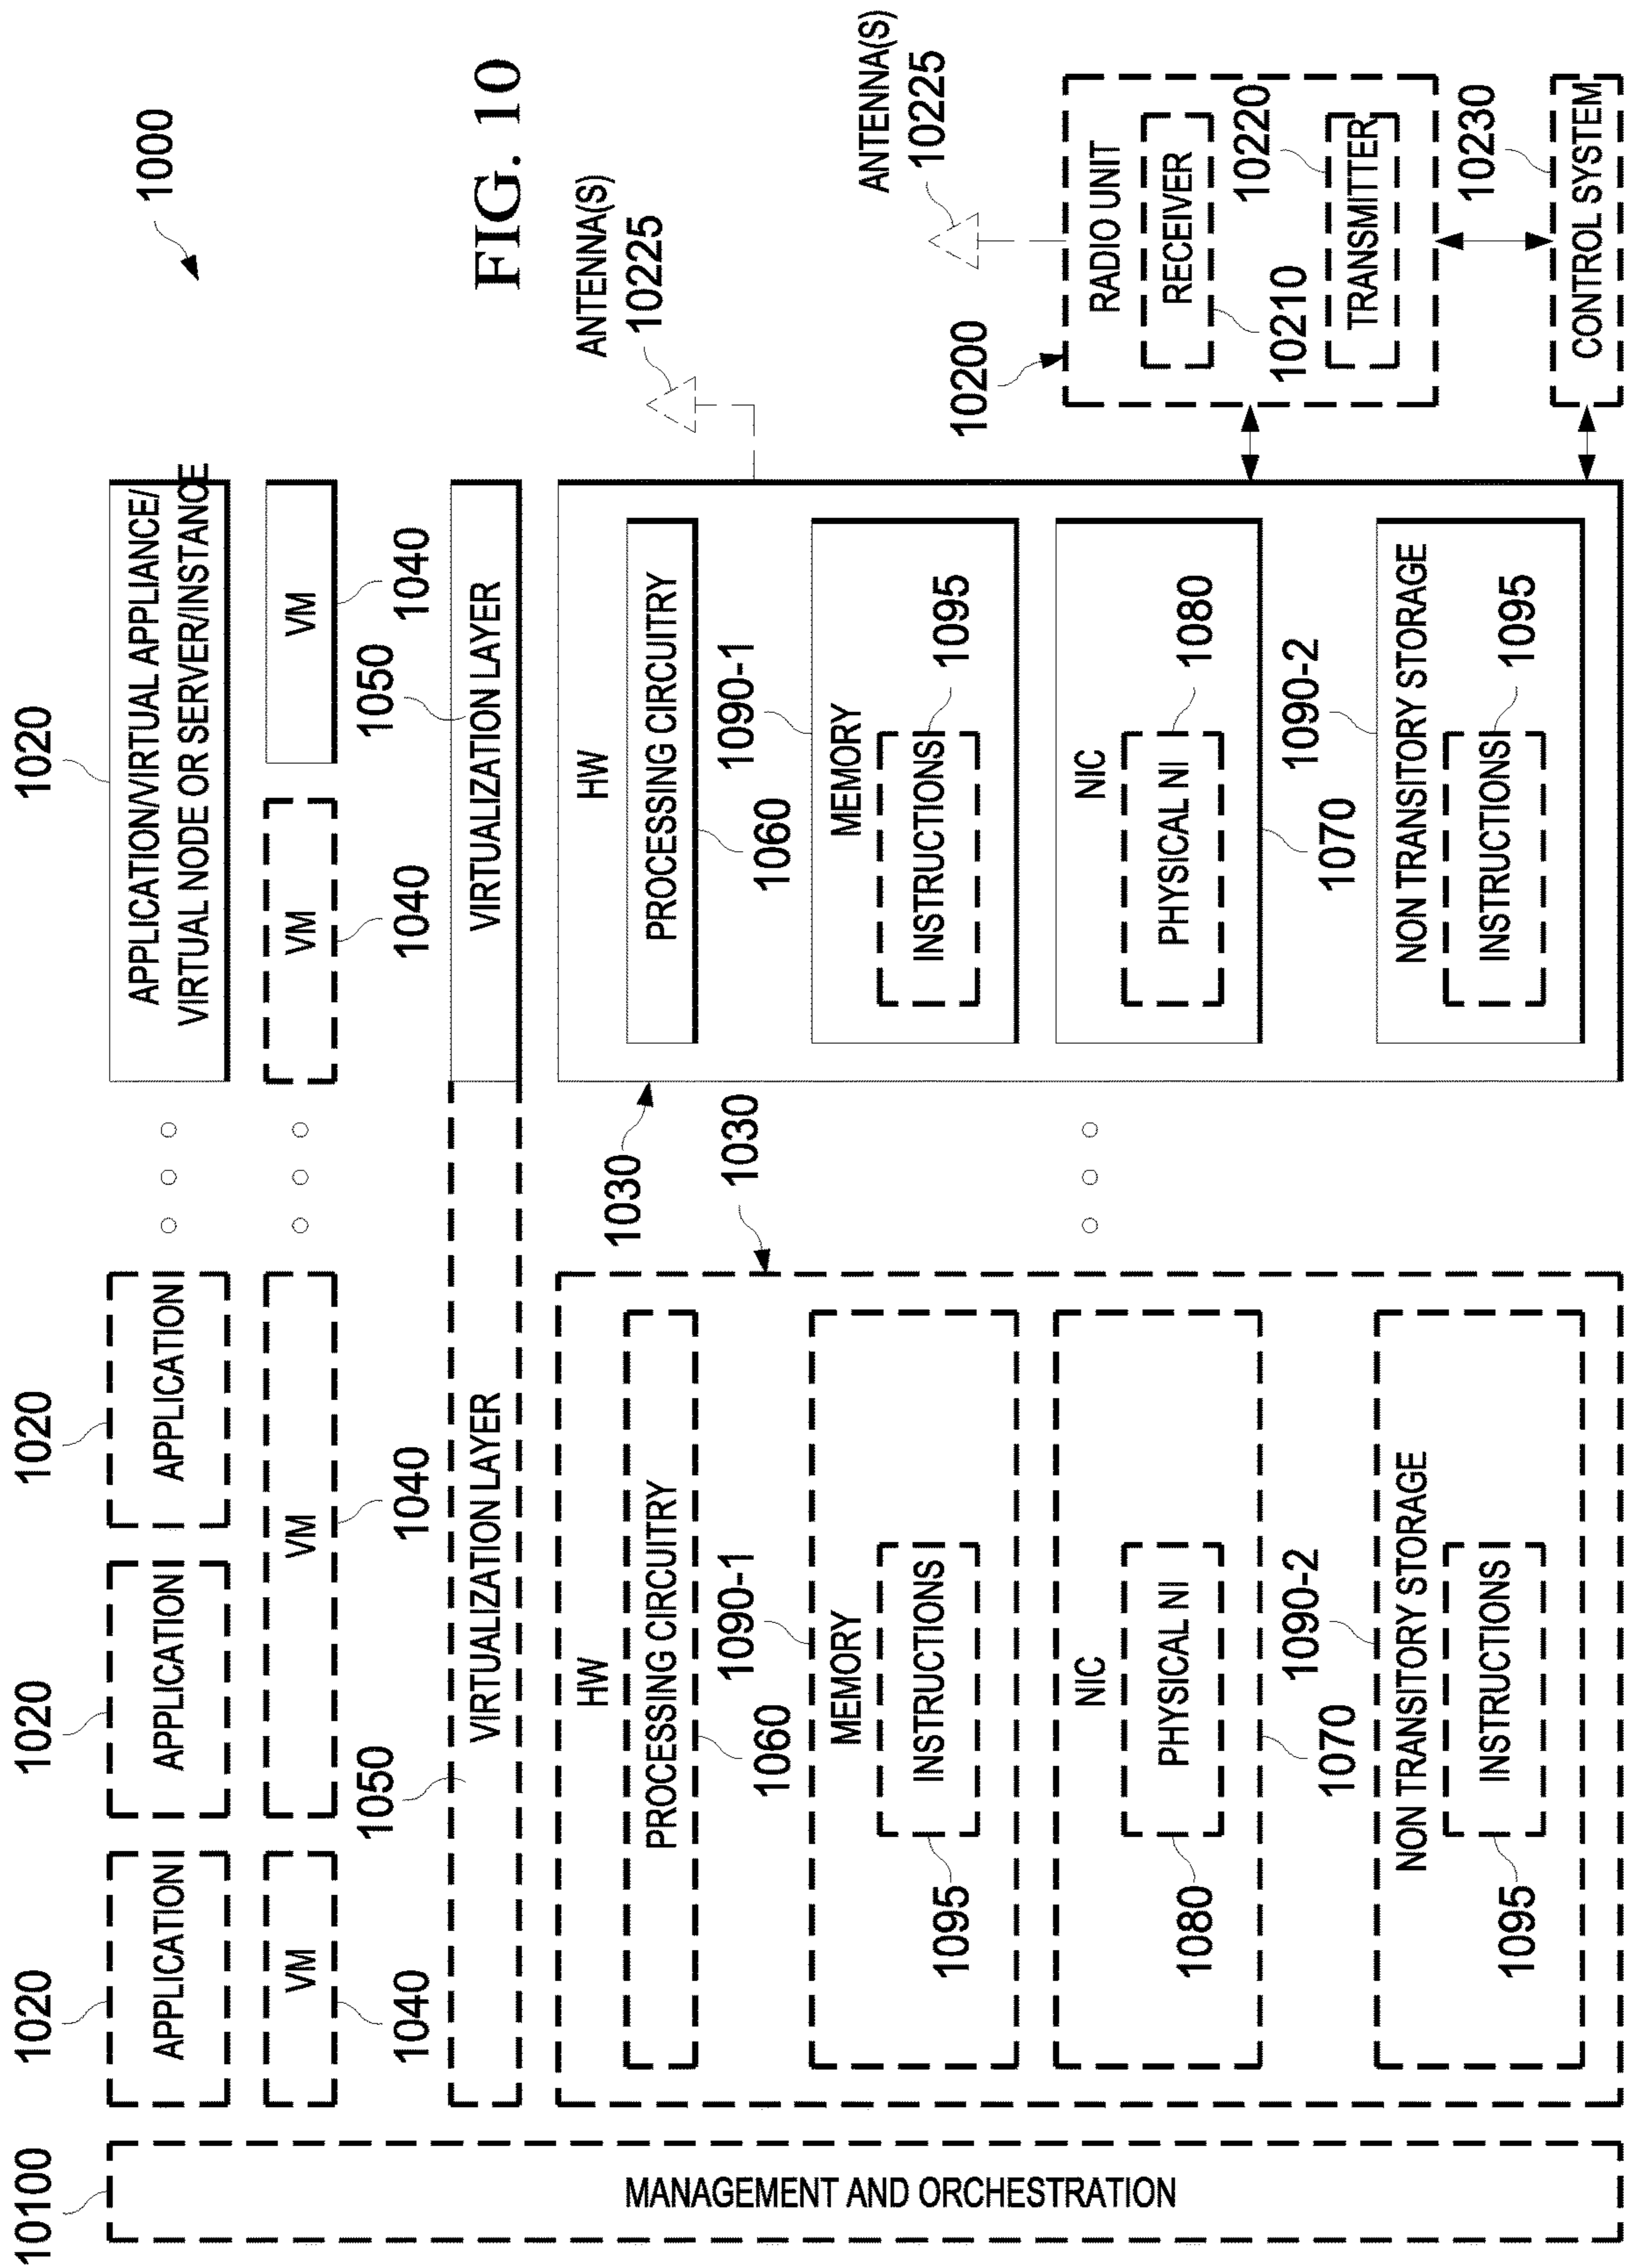 10100
1020
1020
1020
1020
1000
APPLICATION
APPLICATION
APPLICATION
APPLICATION/VIRTUAL APPLIANCE/
VIRTUAL NODE OR SERVER/INSTANCE
VM
VM
VM
VM
1050
1050
1040
1040
1040
1040
VIRTUALIZATION LAYER
VIRTUALIZATION LAYER
FIG. 10
HW
HW
ANTENNA(S)
10225
1030
PROCESSING CIRCUITRY
PROCESSING CIRCUITRY
1090-1
1030
1090-1
1060
1060
MANAGEMENT AND ORCHESTRATION
MEMORY
MEMORY
ANTENNA(S)
10225
INSTRUCTIONS
INSTRUCTIONS
1095
1095
10200
NIC
NIC
RADIO UNIT
PHYSICAL NI
PHYSICAL NI
RECEIVER
1080
1080
10220
10210
1090-2
1090-2
1070
1070
TRANSMITTER
NON TRANSITORY STORAGE
NON TRANSITORY STORAGE
10230
INSTRUCTIONS
INSTRUCTIONS
1095
1095
CONTROL SYSTEM